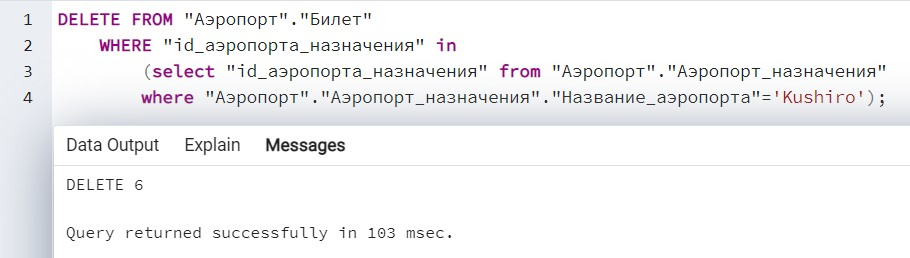 1 DELETE FROM "Аэропорт"."Билет"
2 WHERE "id_аэропорта_назначения" in
3 (select "id_аэропорта_назначения" from "Аэропорт"."Аэропорт_назначения"
4 where "Аэропорт"."Аэропорт_назначения"."Название_аэропорта"='Kushiro');
Data Output Explain Messages
DELETE 6
Query returned successfully in 103 msec.